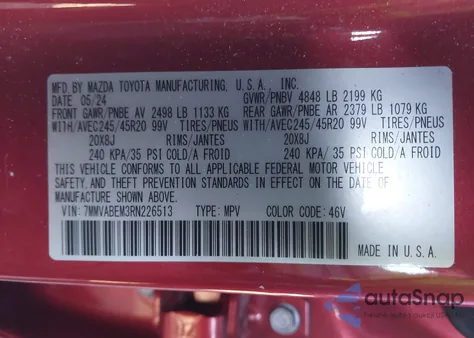 MFD BY MAZDA TOYOTA MANUFACTURING, U.S.A. INC.
DATE 05/24 GVWR/PNBV 4848 LB 2199 KG
FRONT GAWR/PNBE AV 2498 LB 1133 KG REAR GAWR/PNBE AR 2379 LB 1079 KG
WITH/AVEC245/45R20 99V TIRES/PNEUS WITH/AVEC245/45R20 99V TIRES/PNEUS
20X8J RIMS/JANTES 20X8J RIMS/JANTES
240 KPA/35 PSI COLD/A FROID 240 KPA/35 PSI COLD/A FROID
THIS VEHICLE CONFORMS TO ALL APPLICABLE FEDERAL MOTOR VEHICLE
SAFETY, AND THEFT PREVENTION STANDARDS IN EFFECT ON THE DATE OF
MANUFACTURE SHOWN ABOVE.
VIN: 7MMVABEM3RN226513 TYPE: MPV COLOR CODE: 46V
MADE IN U.S.A.
autoSnap